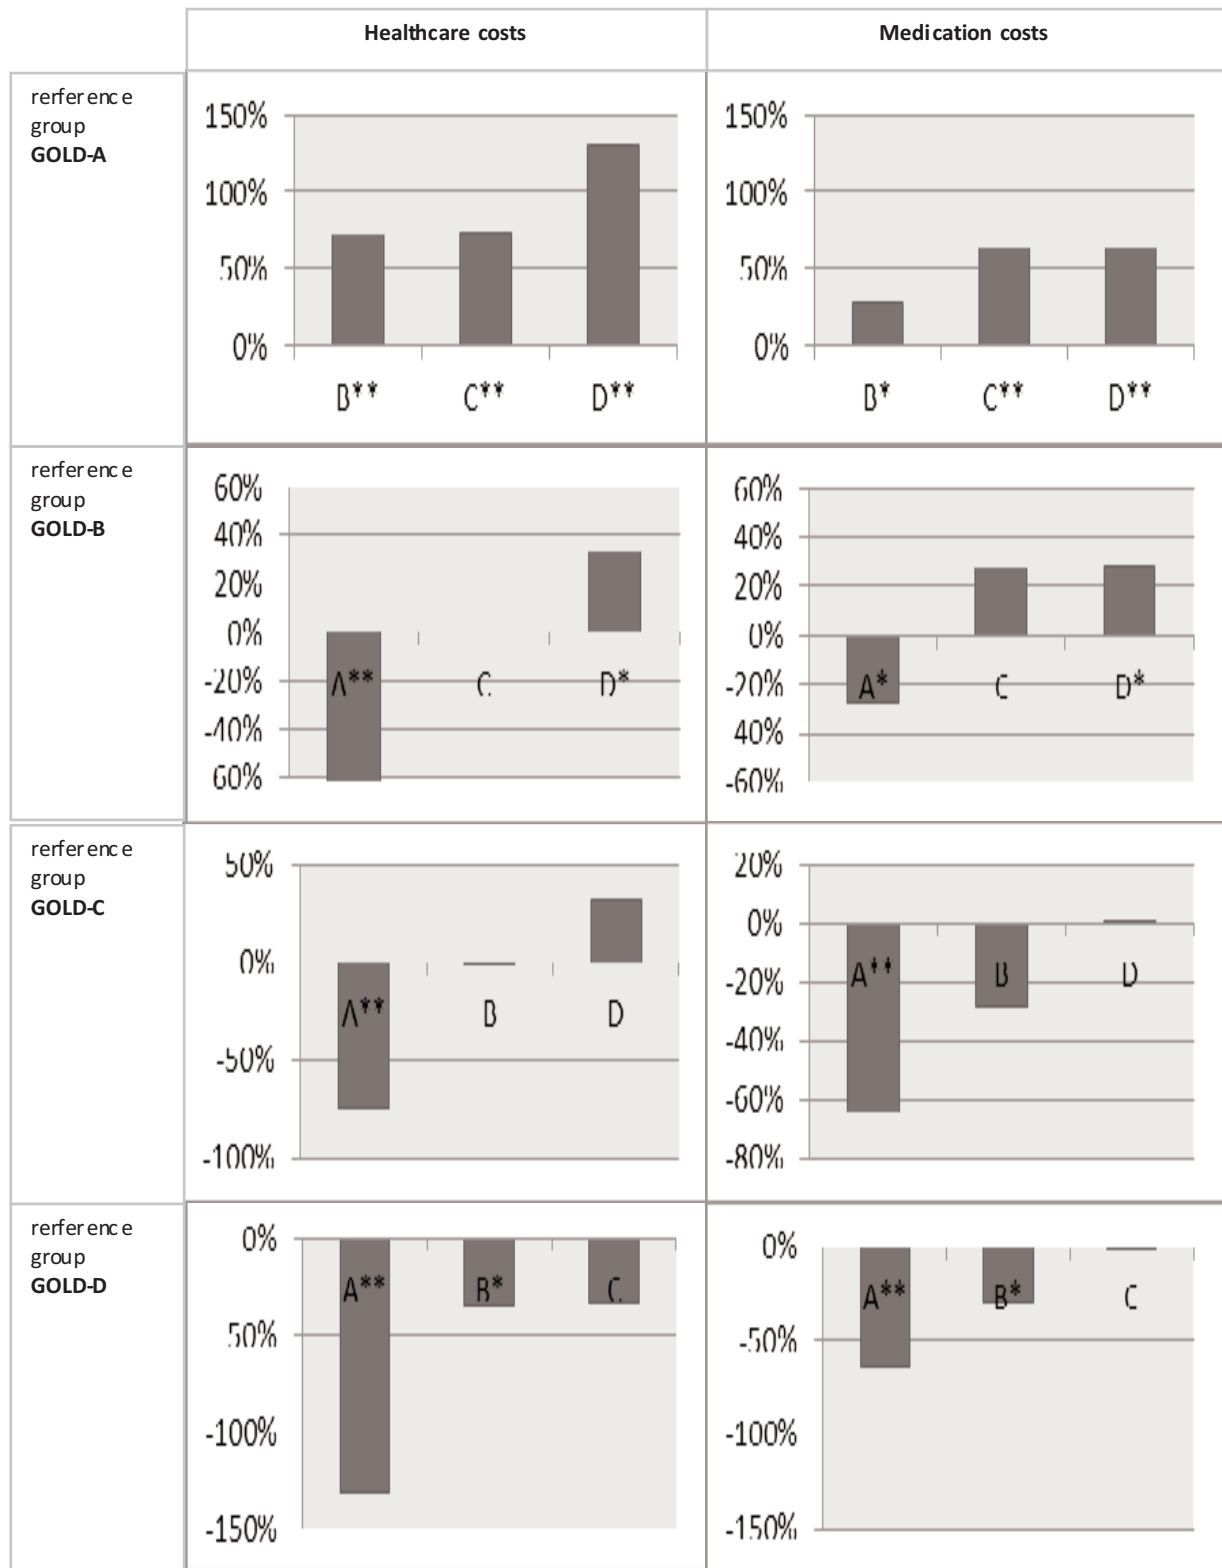 Healthcare costs
Medication costs
rerference
group
GOLD-A
150%
100%
50%
0%
B**
C**
D**
150%
100%
50%
0%
B*
C**
D**
rerference
group
GOLD-B
60%
40%
20%
0%
-20%
-40%
60%
A**
C
D*
60%
40%
20%
0%
-20%
40%
-60%
A*
C
D*
rerference
group
GOLD-C
50%
0%
-50%
-100%
A**
B
D
20%
0%
-20%
-40%
-60%
-80%
A**
B
D
rerference
group
GOLD-D
0%
50%
-100%
-150%
A**
B*
C
0%
-50%
-100%
-150%
A**
B*
C